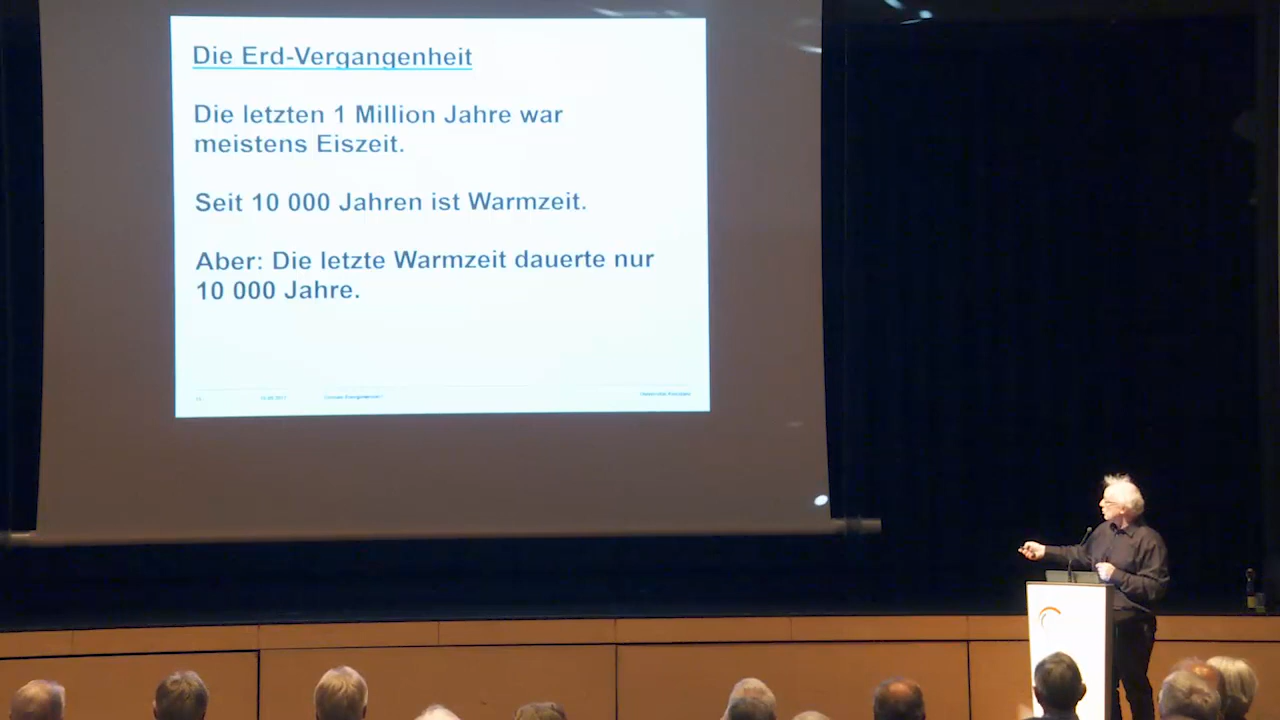 Die Erd-Vergangenheit
Die letzten 1 Million Jahre war
meistens Eiszeit.
Seit 10 000 Jahren ist Warmzeit.
Aber: Die letzte Warmzeit dauerte nur
10 000 Jahre.